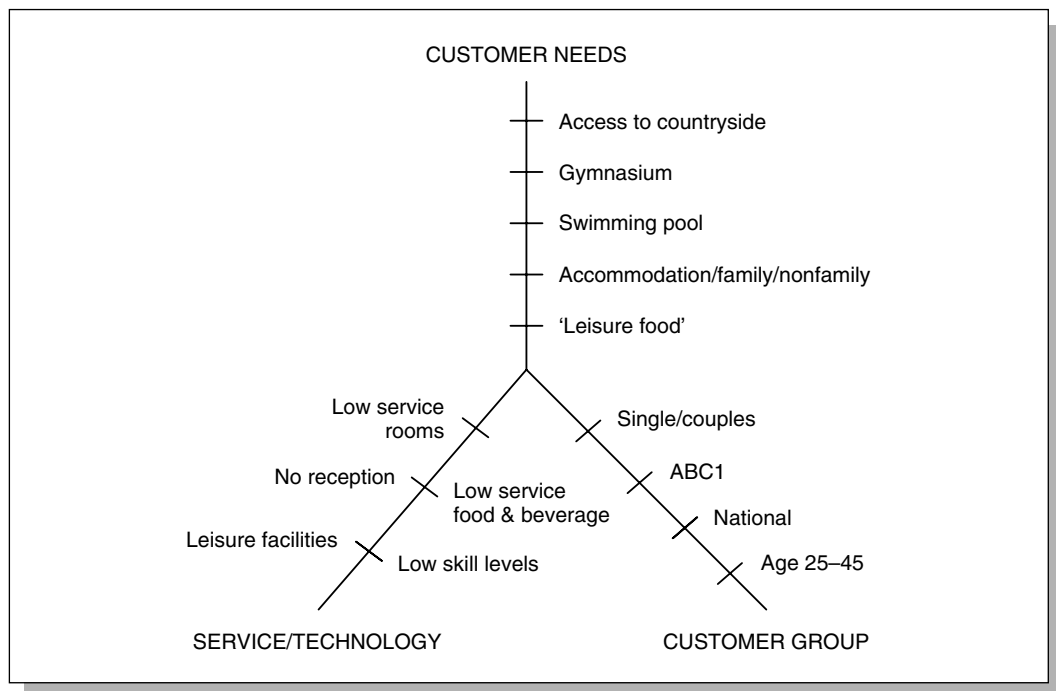 CUSTOMER NEEDS
Access to countryside
Gymnasium
Swimming pool
Accommodation/family/nonfamily
‘Leisure food’
Low service
rooms
No reception
Low service
food & beverage
Leisure facilities
Low skill levels
Single/couples
ABC1
National
Age 25–45
SERVICE/TECHNOLOGY
CUSTOMER GROUP